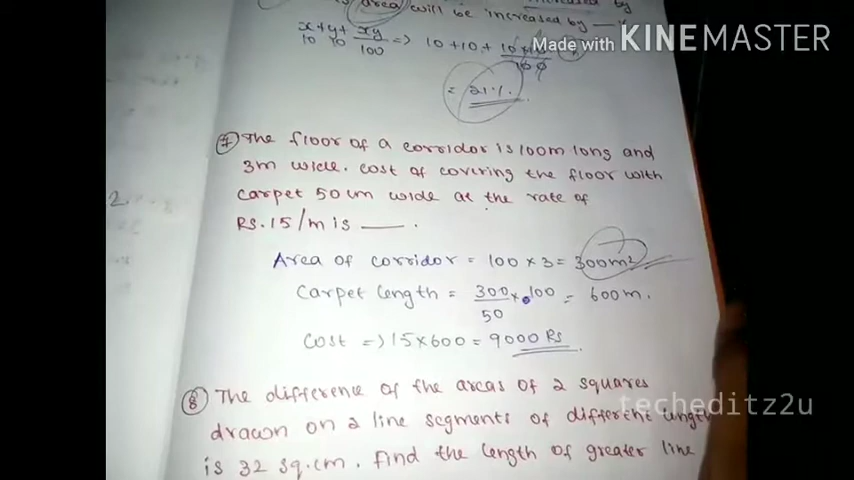 area will be increased by — %
x+y+ xy/100 => 10+10+
10 10
Made with KINEMASTER
= 21%.
7 The floor of a corridor is 100m long and
3m wide. cost of covering the floor with
carpet 50 cm wide at the rate of
Rs.15/m is ——.
2.
Area of corridor = 100 × 3 = 300m²
Carpet length = 300/50 × 100 = 600m.
Cost => 15×600 = 9000 Rs
8 The difference of the areas of 2 squares
techeditz2u
drawn on 2 line segments of different length
is 32 sq.cm. Find the length of greater line